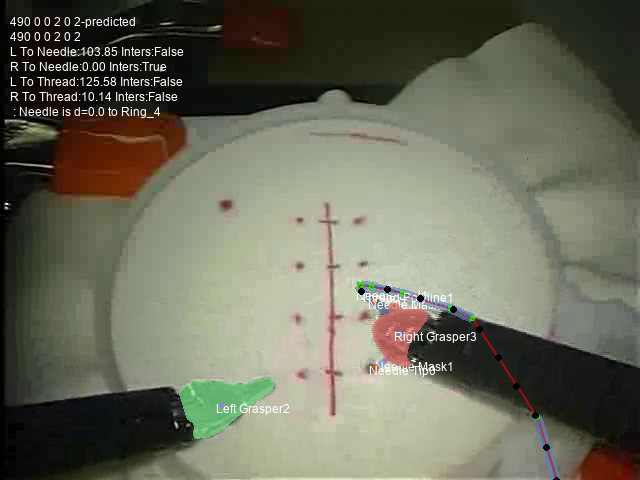 490 0 0 2 0 2-predicted
490 0 0 2 0 2
L To Needle:103.85 Inters:False
R To Needle:0.00 Inters:True
L To Thread:125.58 Inters:False
R To Thread:10.14 Inters:False
: Needle is d=0.0 to Ring_4
Right Grasper3
Left Grasper2